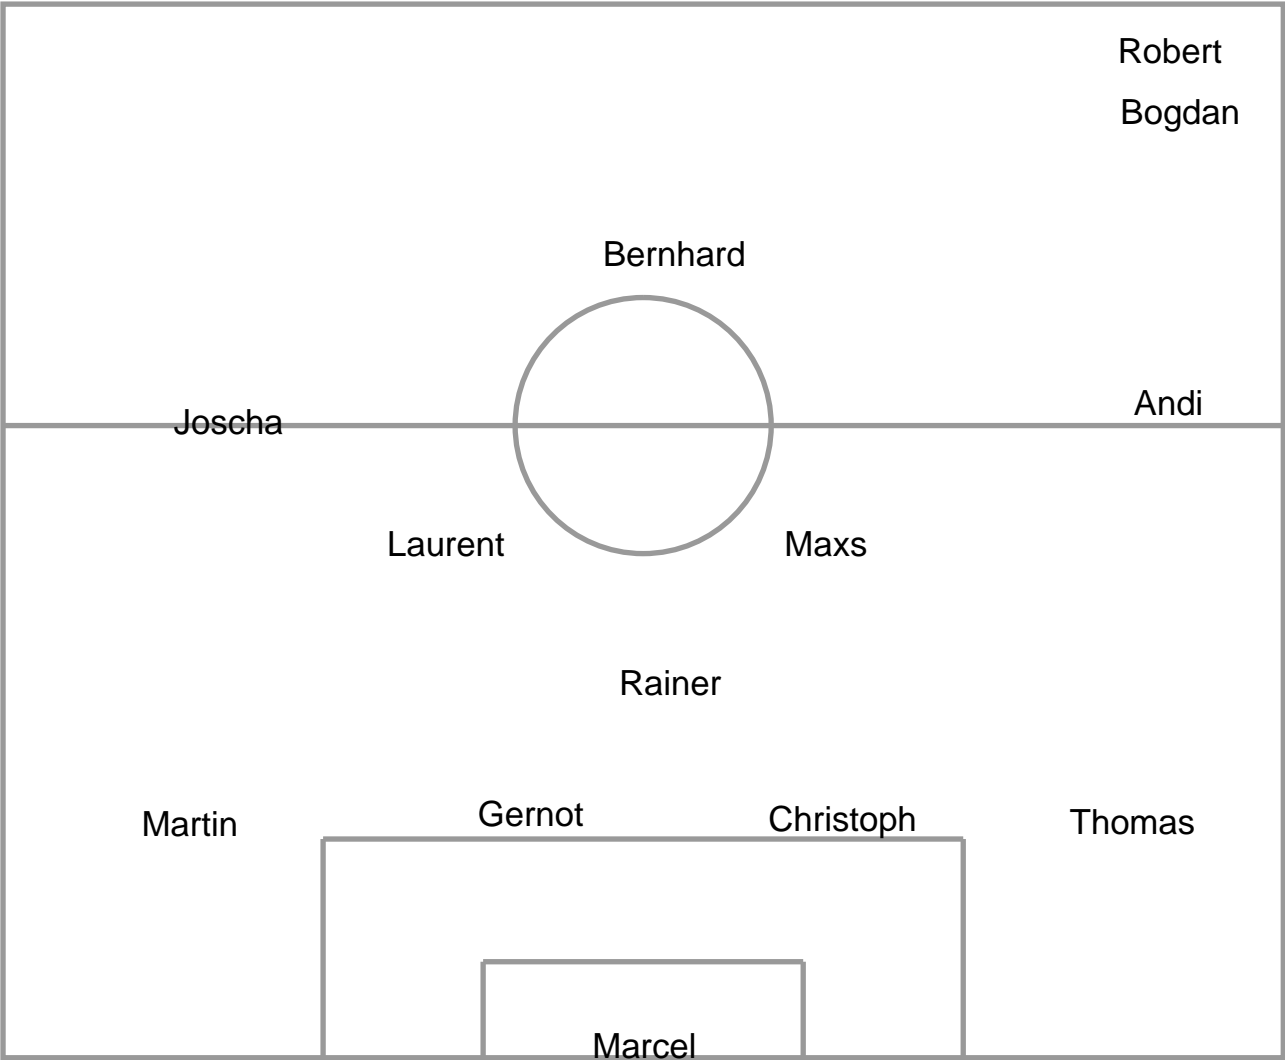 Robert
Bogdan
Bernhard
Andi
Joscha
Laurent
Maxs
Rainer
Martin
Gernot
Christoph
Thomas
Marcel